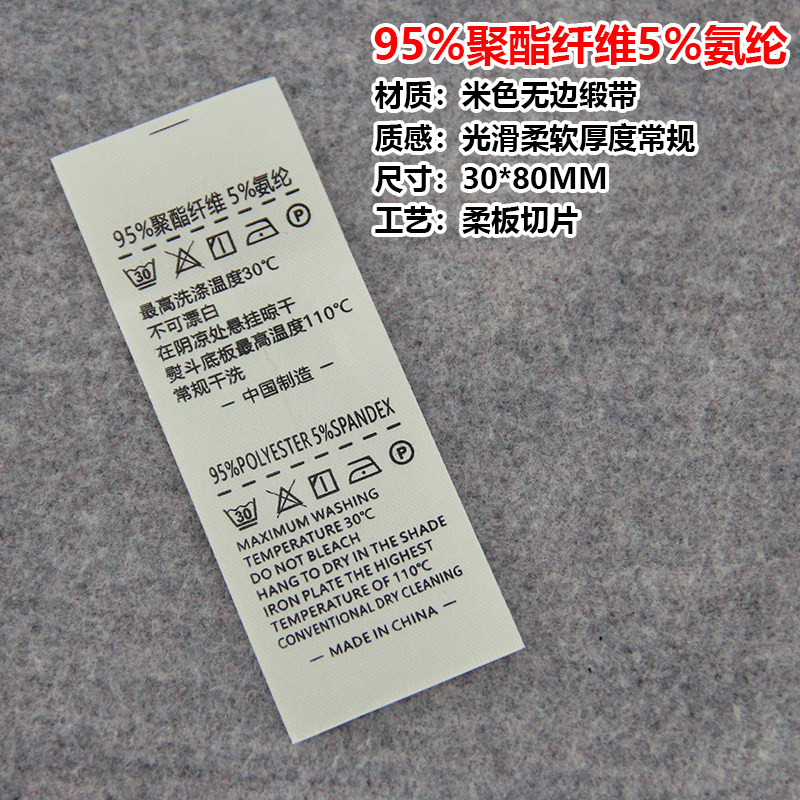 95%聚酯纤维5%氨纶
材质：米色无边缎带
质感：光滑柔软厚度常规
尺寸：30*80MM
工艺：柔板切片
95%聚酯纤维 5%氨纶
30 P
最高洗涤温度30℃
不可漂白
在阴凉处悬挂晾干
熨斗底板最高温度110℃
常规干洗
— 中国制造 —
95%POLYESTER 5%SPANDEX
30 P
MAXIMUM WASHING
TEMPERATURE 30℃
DO NOT BLEACH
HANG TO DRY IN THE SHADE
IRON PLATE THE HIGHEST
TEMPERATURE OF 110℃
CONVENTIONAL DRY CLEANING
— MADE IN CHINA —